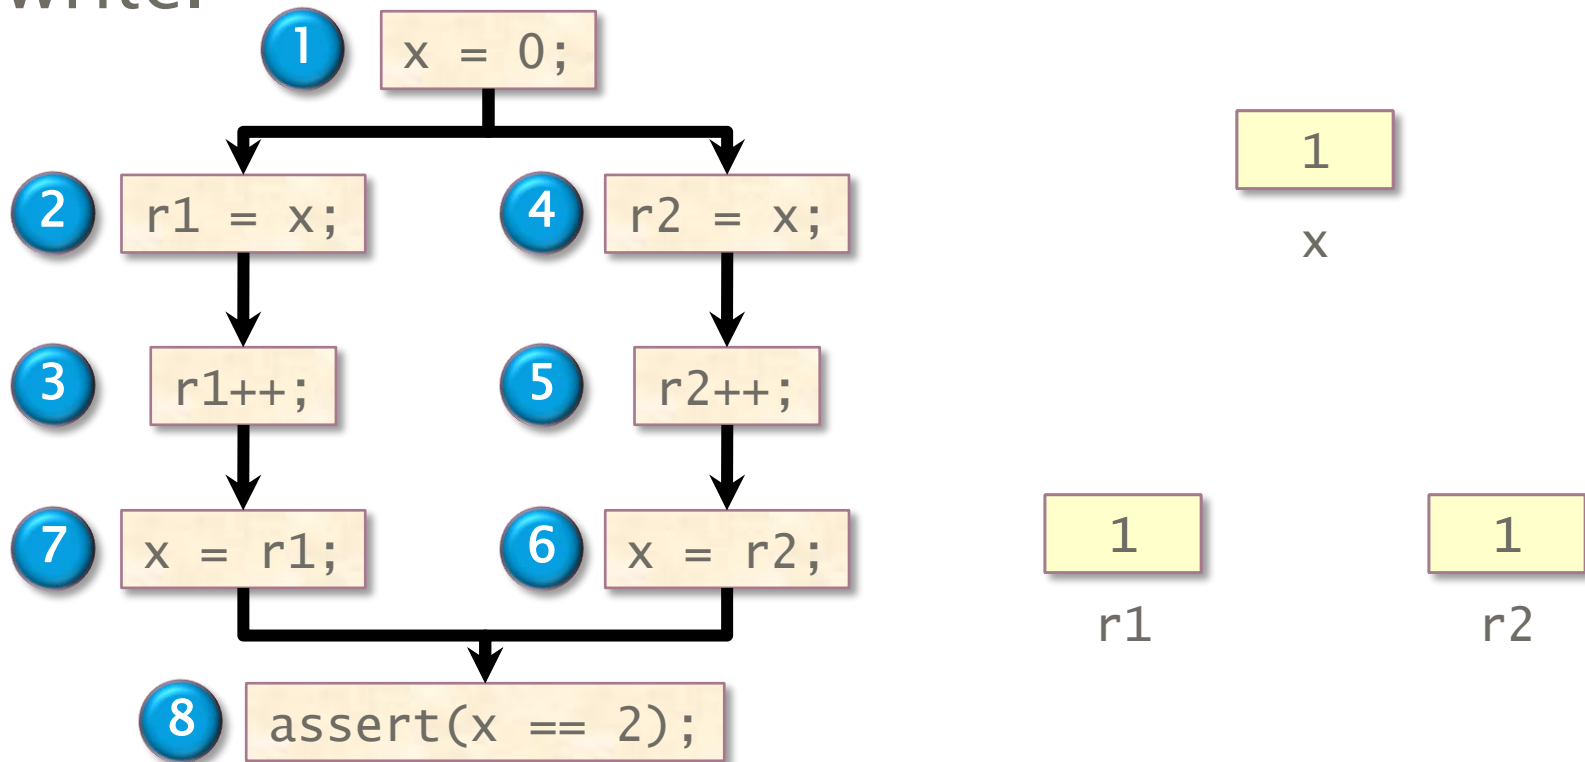 write.
1 x = 0;
1
x
2 r1 = x; 4 r2 = x;
3 r1++; 5 r2++;
7 x = r1; 6 x = r2;
1 1
r1 r2
8 assert(x == 2);